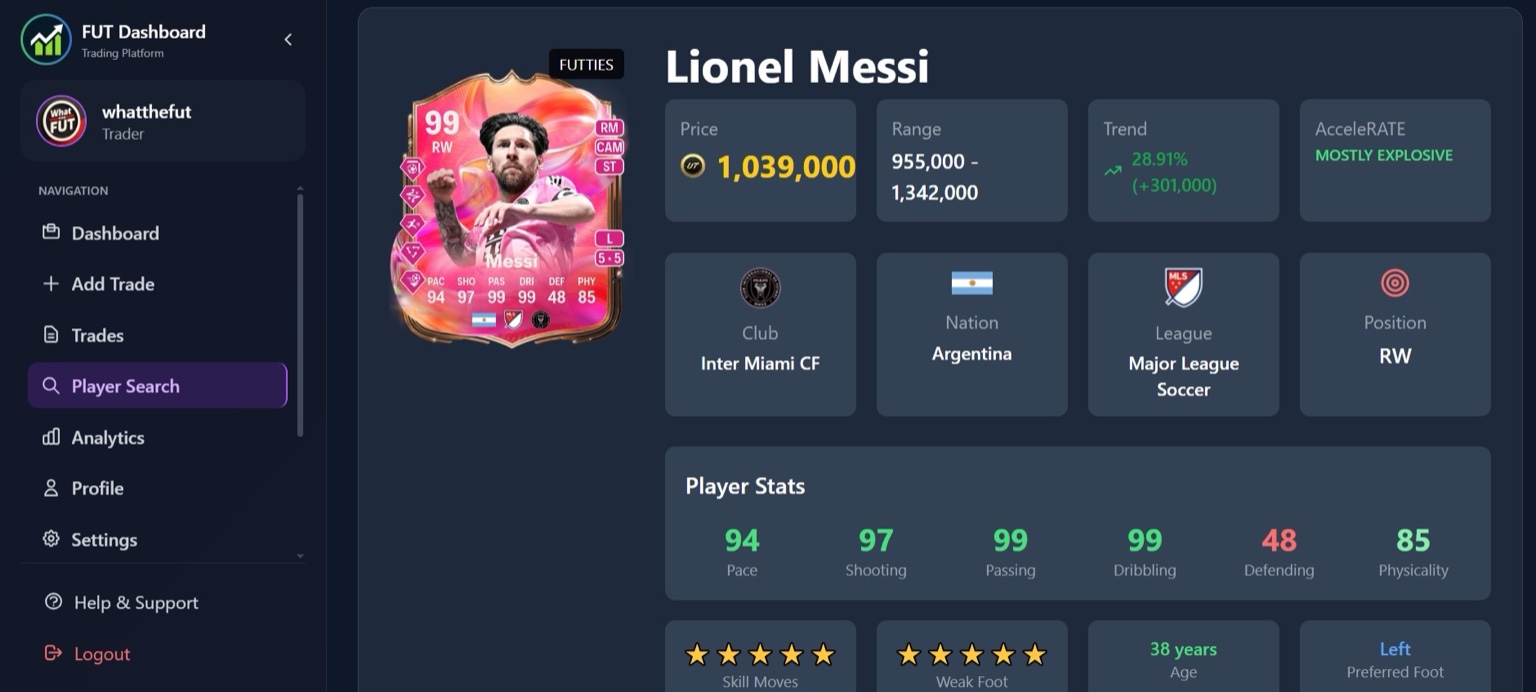 FUT Dashboard
Trading Platform
What
THE
FUT
whatthefut
Trader
NAVIGATION
Dashboard
Add Trade
Trades
Player Search
Analytics
Profile
Settings
Help & Support
Logout
FUTTIES
99
RW
RM
CAM
ST
L
5•5
Messi
PAC SHO PAS DRI DEF PHY
94 97 99 99 48 85
Lionel Messi
Price
UT
1,039,000
Range
955,000 -
1,342,000
Trend
28.91%
(+301,000)
AcceleRATE
MOSTLY EXPLOSIVE
Club
Inter Miami CF
Nation
Argentina
MLS
League
Major League
Soccer
Position
RW
Player Stats
94 97 99 99 48 85
Pace Shooting Passing Dribbling Defending Physicality
Skill Moves
Weak Foot
38 years
Age
Left
Preferred Foot